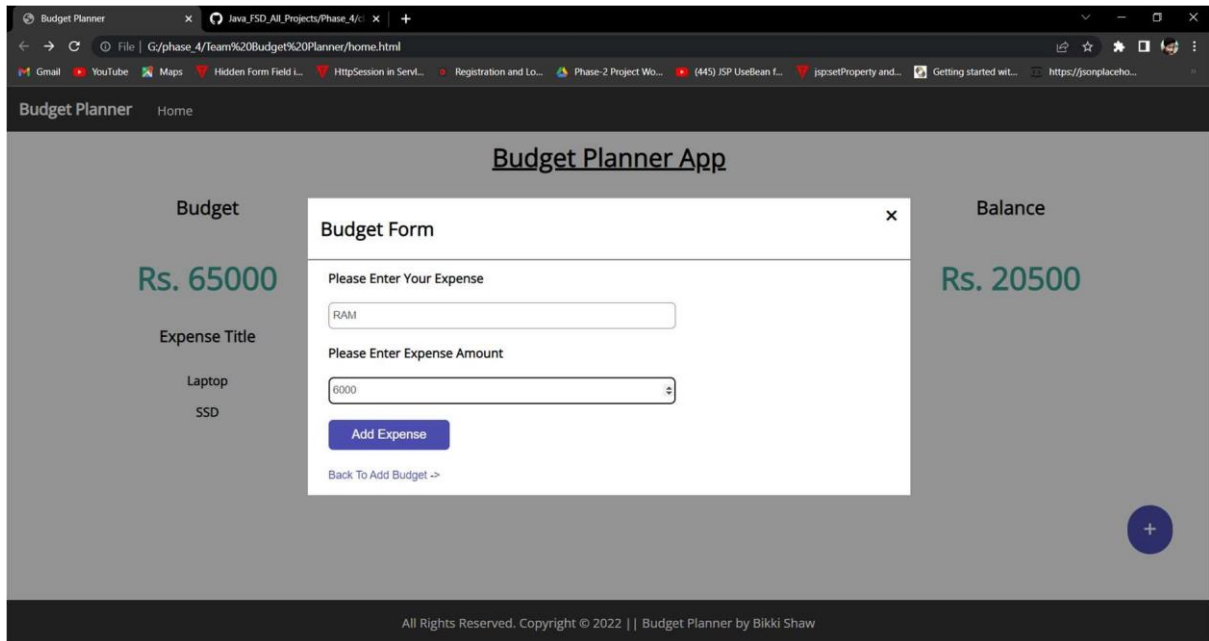 Budget Planner
Java_FSD_All_Projects/Phase_4/cl
File | G:/phase_4/Team%20Budget%20Planner/home.html
Gmail YouTube Maps Hidden Form Field i... HttpSession in Servl... Registration and Lo... Phase-2 Project Wo... (445) JSP UseBean f... jsp:setProperty and... Getting started wit... https://jsonplaceho...
Budget Planner Home
Budget Planner App
Budget
Balance
Budget Form
×
Rs. 65000
Rs. 20500
Please Enter Your Expense
RAM
Expense Title
Please Enter Expense Amount
Laptop
6000
SSD
Add Expense
Back To Add Budget ->
+
All Rights Reserved. Copyright © 2022 || Budget Planner by Bikki Shaw